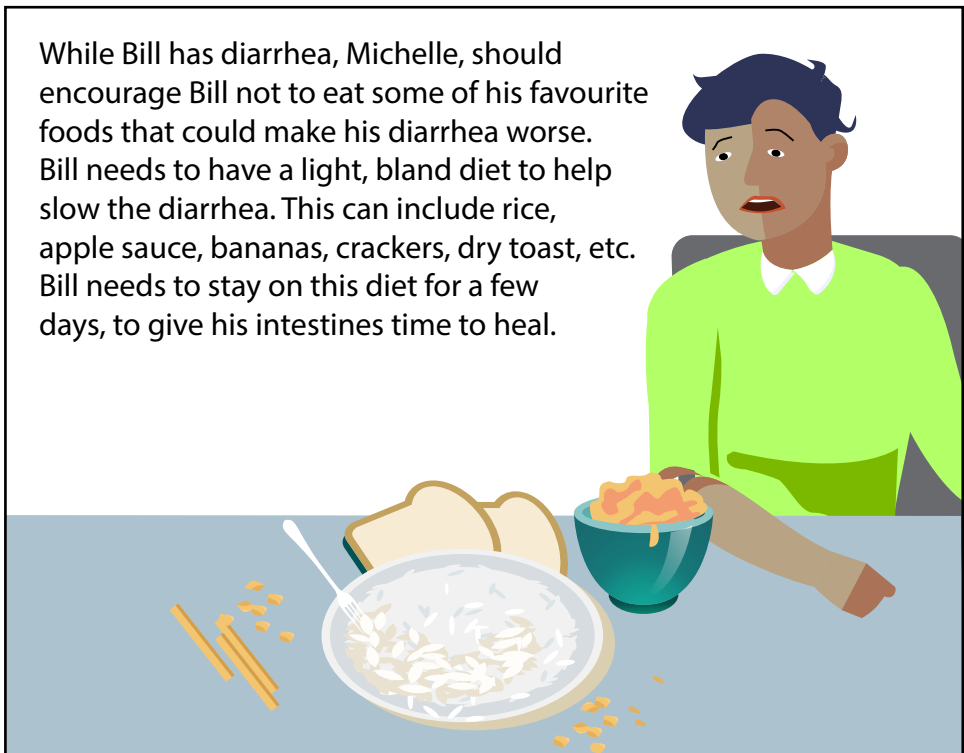 While Bill has diarrhea, Michelle, should
encourage Bill not to eat some of his favourite
foods that could make his diarrhea worse.
Bill needs to have a light, bland diet to help
slow the diarrhea. This can include rice,
apple sauce, bananas, crackers, dry toast, etc.
Bill needs to stay on this diet for a few
days, to give his intestines time to heal.